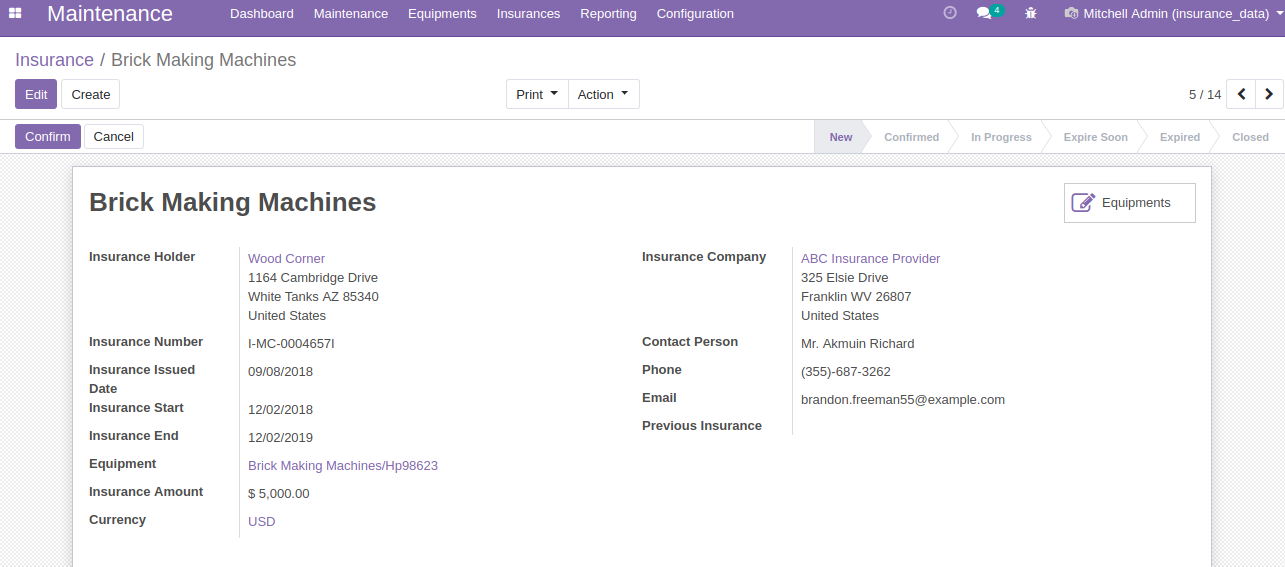 Maintenance Dashboard Maintenance Equipments Insurances Reporting Configuration 4 Mitchell Admin (insurance_data)
Insurance / Brick Making Machines
Edit Create Print Action 5 / 14
Confirm Cancel New Confirmed In Progress Expire Soon Expired Closed
Brick Making Machines
Equipments
Insurance Holder Wood Corner
1164 Cambridge Drive
White Tanks AZ 85340
United States
Insurance Number I-MC-0004657I
Insurance Issued
Date 09/08/2018
Insurance Start 12/02/2018
Insurance End 12/02/2019
Equipment Brick Making Machines/Hp98623
Insurance Amount $ 5,000.00
Currency USD
Insurance Company ABC Insurance Provider
325 Elsie Drive
Franklin WV 26807
United States
Contact Person Mr. Akmuin Richard
Phone (355)-687-3262
Email brandon.freeman55@example.com
Previous Insurance